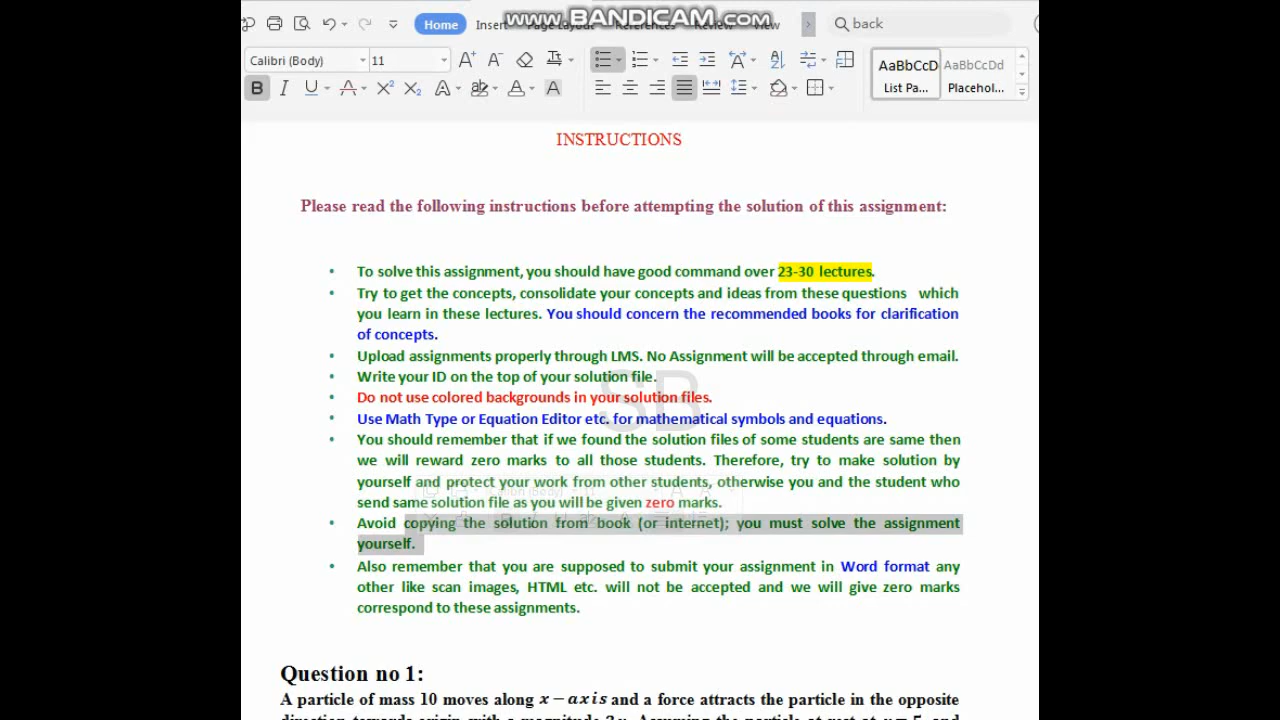 www.BANDICAM.com
Home Insert Page Layout References Review View back
Calibri (Body) 11 AaBbCcD AaBbCcDd
List Pa... Placehol...
INSTRUCTIONS
Please read the following instructions before attempting the solution of this assignment:
• To solve this assignment, you should have good command over 23-30 lectures.
• Try to get the concepts, consolidate your concepts and ideas from these questions which
you learn in these lectures. You should concern the recommended books for clarification
of concepts.
• Upload assignments properly through LMS. No Assignment will be accepted through email.
• Write your ID on the top of your solution file.
• Do not use colored backgrounds in your solution files.
SB
• Use Math Type or Equation Editor etc. for mathematical symbols and equations.
• You should remember that if we found the solution files of some students are same then
we will reward zero marks to all those students. Therefore, try to make solution by
yourself and protect your work from other students, otherwise you and the student who
send same solution file as you will be given zero marks.
• Avoid copying the solution from book (or internet); you must solve the assignment
yourself.
• Also remember that you are supposed to submit your assignment in Word format any
other like scan images, HTML etc. will not be accepted and we will give zero marks
correspond to these assignments.
Question no 1:
A particle of mass 10 moves along x − axis and a force attracts the particle in the opposite